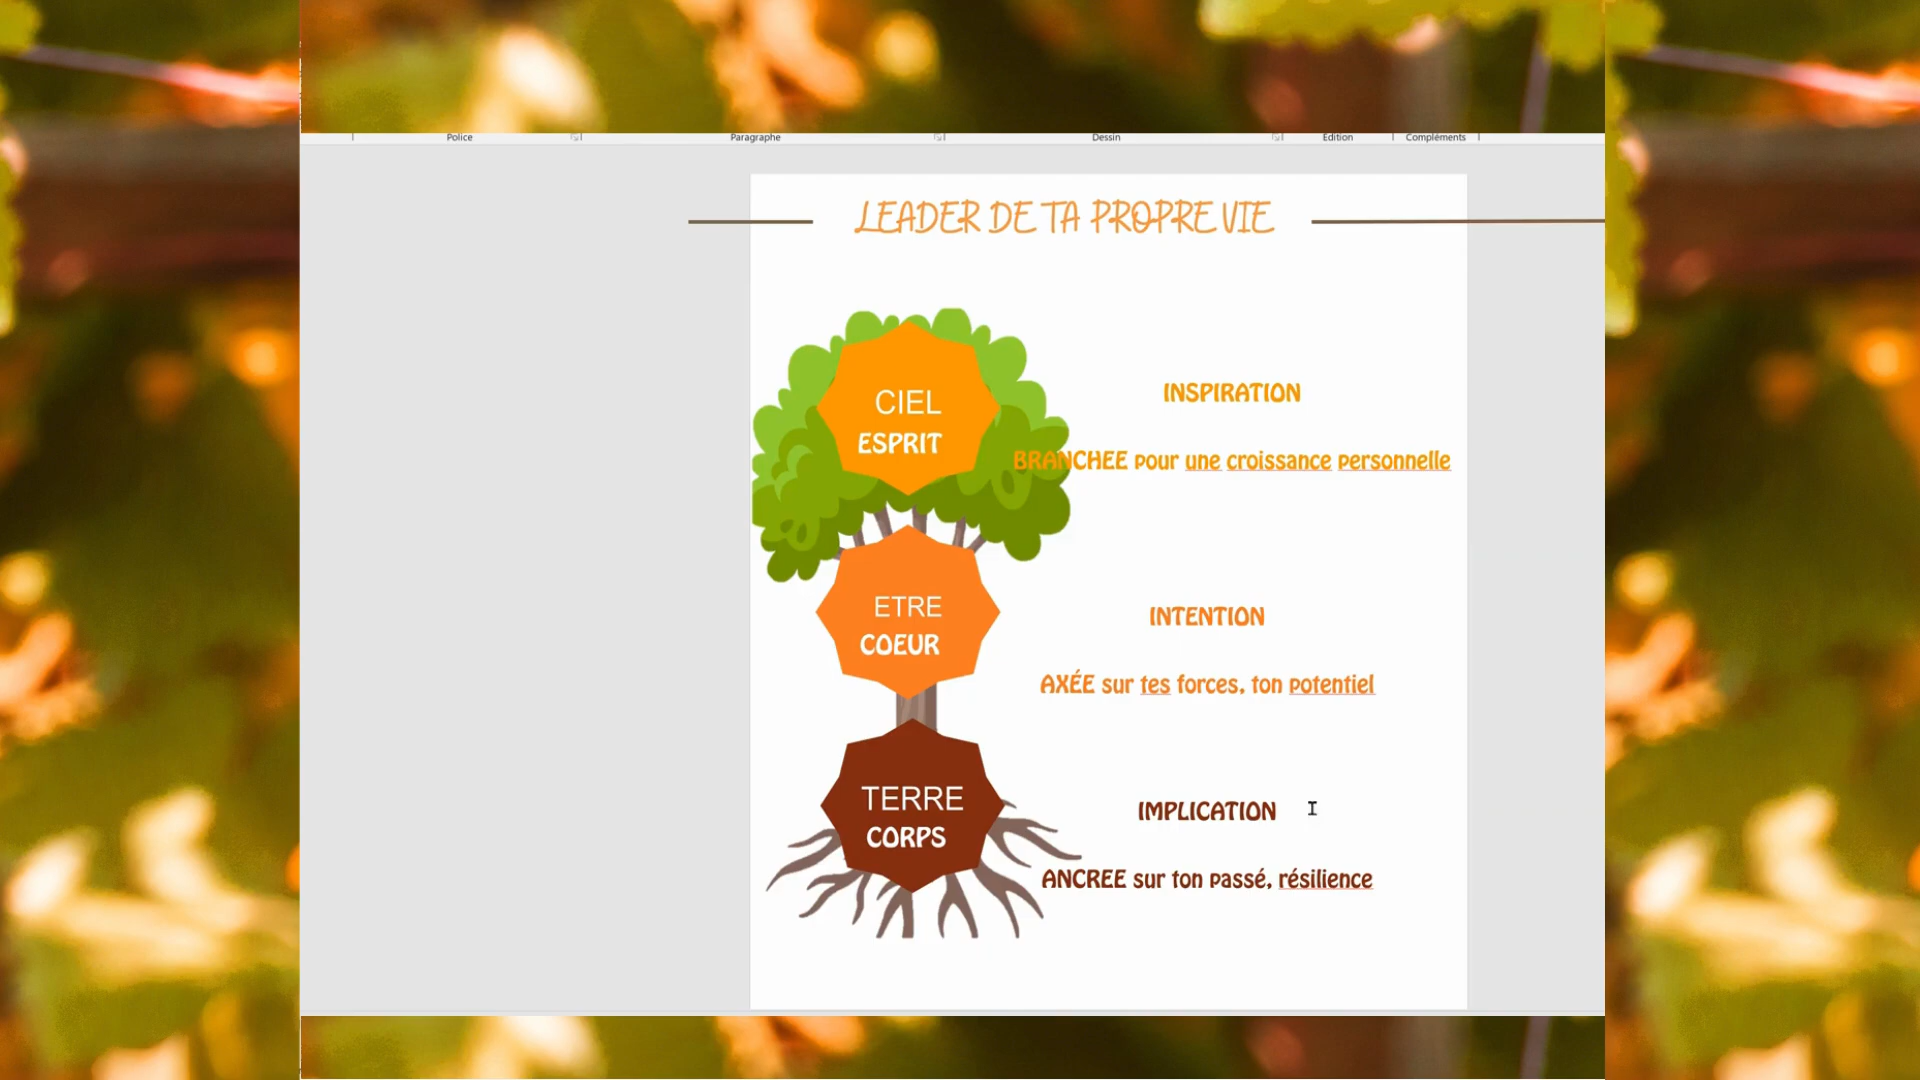 Police Paragraphe Dessin Edition Compléments
LEADER DE TA PROPRE VIE
CIEL
ESPRIT
INSPIRATION
BRANCHEE pour une croissance personnelle
ETRE
COEUR
INTENTION
AXÉE sur tes forces, ton potentiel
TERRE
CORPS
IMPLICATION
ANCREE sur ton passé, résilience